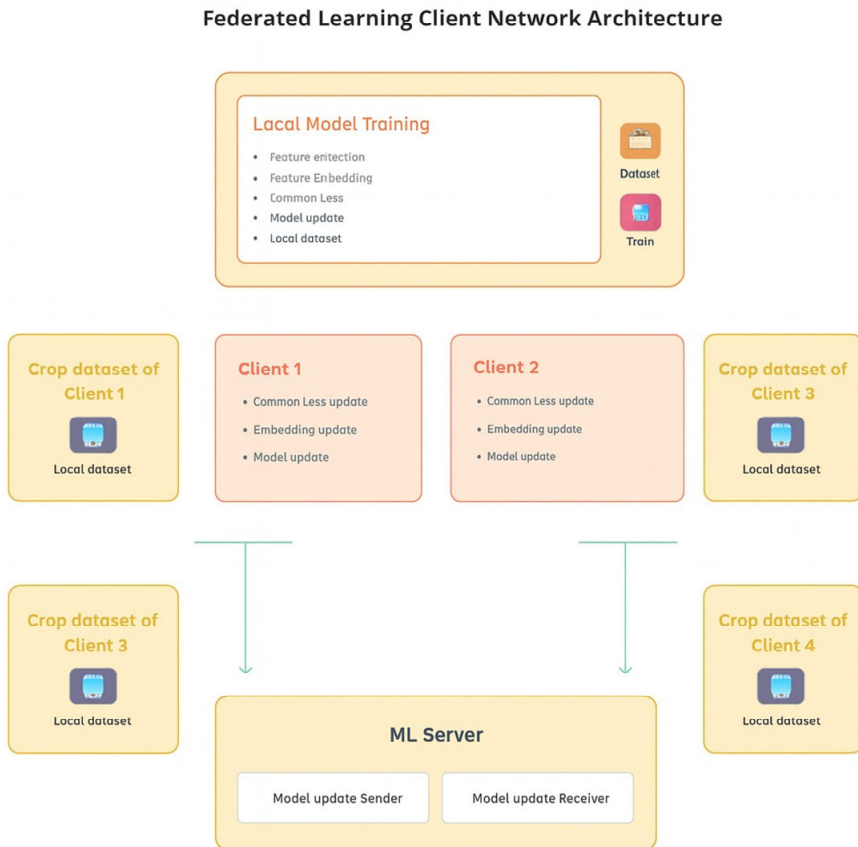 Federated Learning Client Network Architecture
Lacal Model Training
• Feature eritection
• Feature Enbedding
• Common Less
• Model update
• Local dataset
Dataset
Train
Crop dataset of
Client 1
Local dataset
Client 1
• Common Less update
• Embedding update
• Model update
Client 2
• Common Less update
• Embedding update
• Model update
Crop dataset of
Client 3
Local dataset
Crop dataset of
Client 3
Local dataset
Crop dataset of
Client 4
Local dataset
ML Server
Model update Sender
Model update Receiver